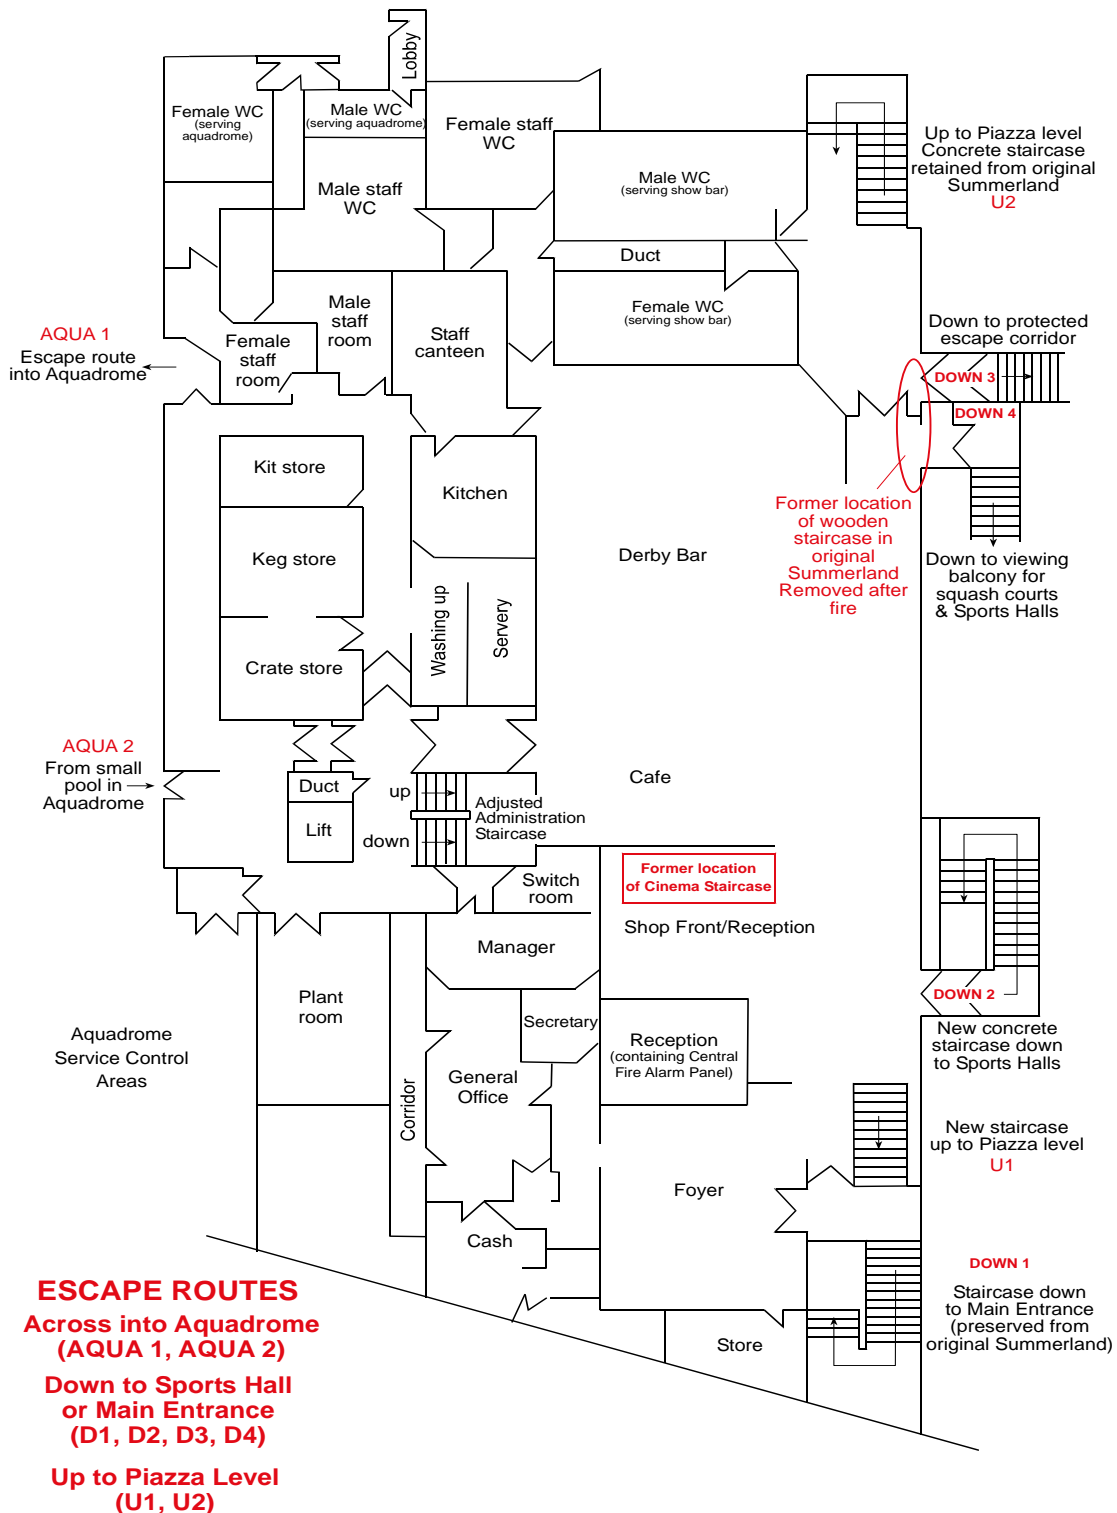 Lobby
Female WC
(serving
aquadrome)
Male WC
(serving aquadrome)
Female staff
WC
Male staff
WC
Male WC
(serving show bar)
Duct
Female WC
(serving show bar)
Up to Piazza level
Concrete staircase
retained from original
Summerland
U2
Male
staff
room
Staff
canteen
Female
staff
room
AQUA 1
Escape route
into Aquadrome
Down to protected
escape corridor
DOWN 3
DOWN 4
Kit store
Kitchen
Keg store
Derby Bar
Former location
of wooden
staircase in
original
Summerland
Removed after
fire
Down to viewing
balcony for
squash courts
& Sports Halls
Washing up
Servery
Crate store
AQUA 2
From small
pool in
Aquadrome
Duct
Lift
up
down
Adjusted
Administration
Staircase
Cafe
Switch
room
Former location
of Cinema Staircase
Shop Front/Reception
Manager
Plant
room
Secretary
Reception
(containing Central
Fire Alarm Panel)
DOWN 2
New concrete
staircase down
to Sports Halls
Aquadrome
Service Control
Areas
General
Office
Corridor
New staircase
up to Piazza level
U1
Foyer
Cash
DOWN 1
Staircase down
to Main Entrance
(preserved from
original Summerland)
Store
ESCAPE ROUTES
Across into Aquadrome
(AQUA 1, AQUA 2)
Down to Sports Hall
or Main Entrance
(D1, D2, D3, D4)
Up to Piazza Level
(U1, U2)